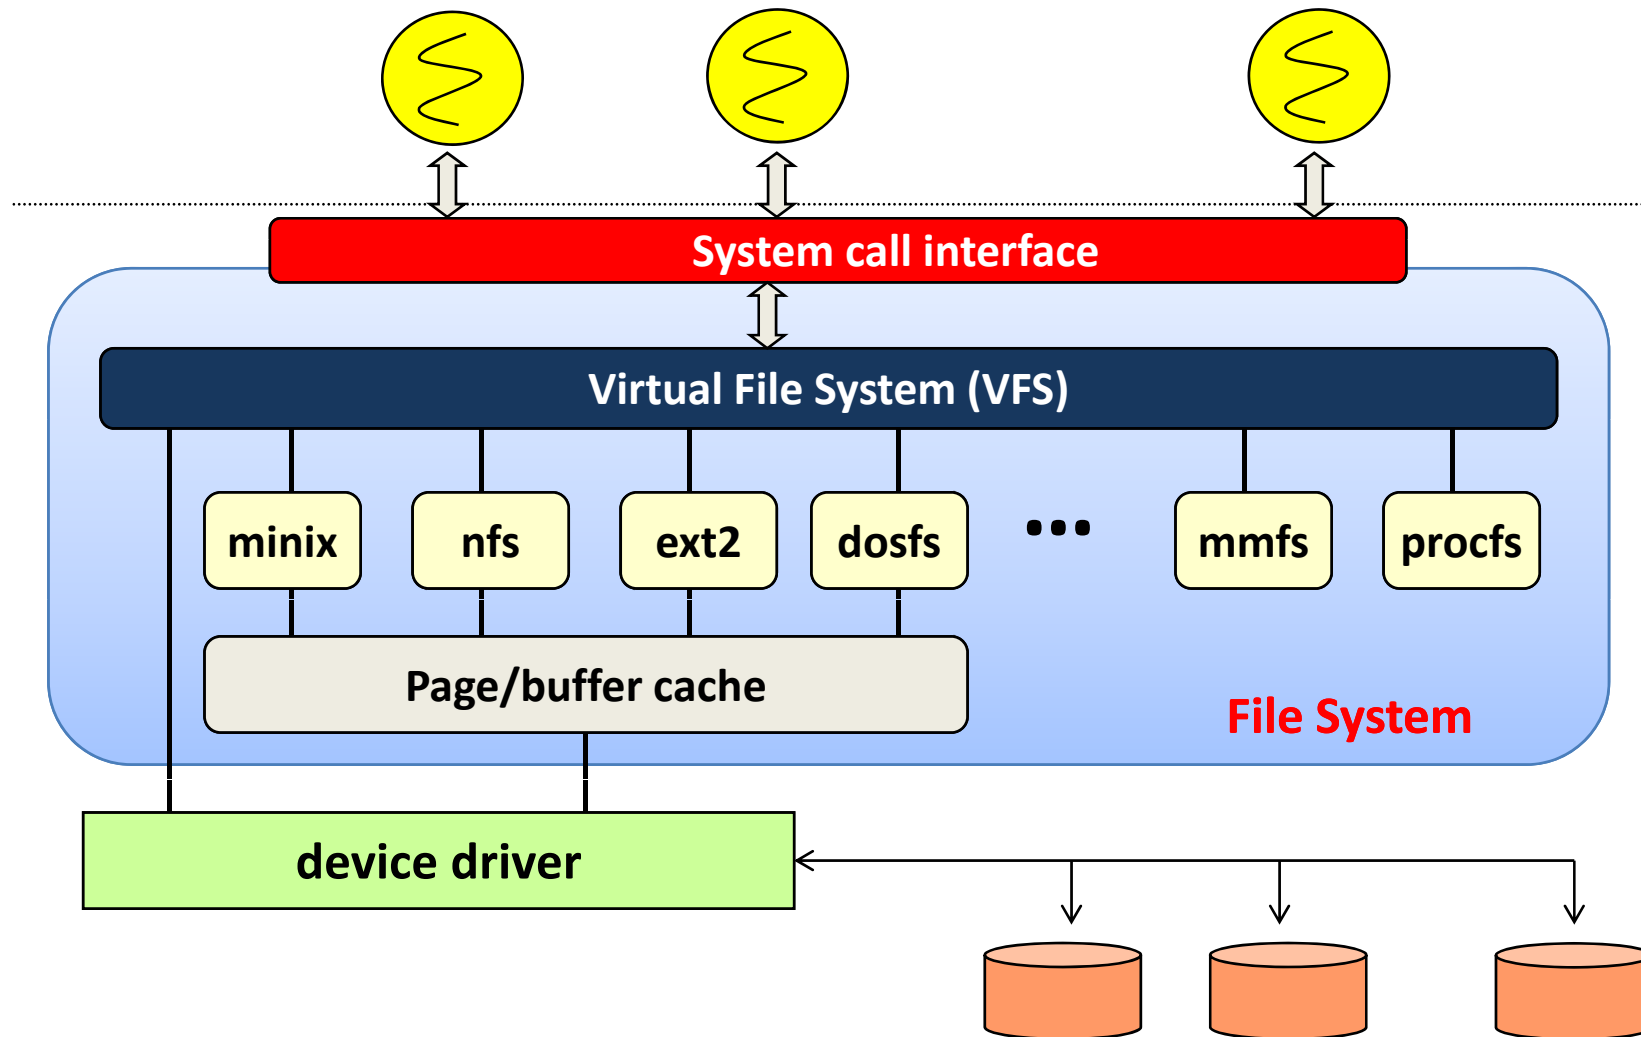 System call interface
Virtual File System (VFS)
minix
nfs
ext2
dosfs
...
mmfs
procfs
Page/buffer cache
File System
device driver